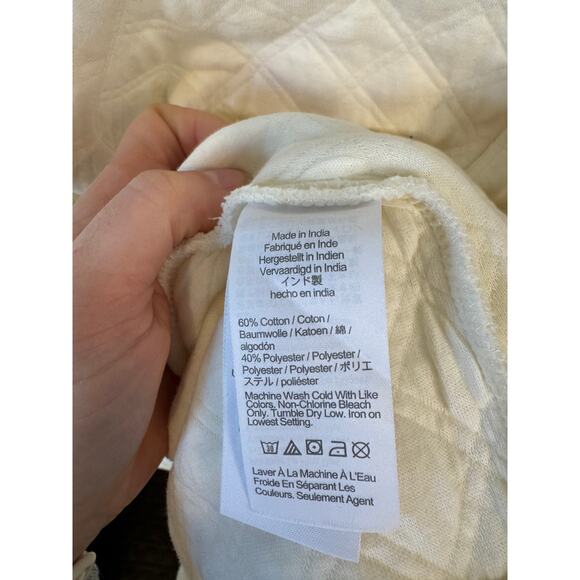 Made in India
Fabriqué en Inde
Hergestellt in Indien
Vervaardigd in India
インド製
hecho en india
60% Cotton / Coton /
Baumwolle / Katoen / 綿 /
algodón
40% Polyester / Polyester /
Polyester / Polyester / ポリエ
ステル / poliéster
Machine Wash Cold With Like
Colors. Non-Chlorine Bleach
Only. Tumble Dry Low. Iron on
Lowest Setting.
30
Laver À La Machine À L'Eau
Froide En Séparant Les
Couleurs. Seulement Agent